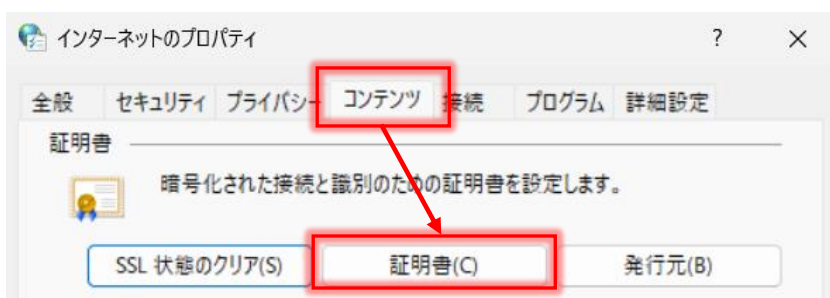 インターネットのプロパティ ? ×
全般 セキュリティ プライバシー コンテンツ 接続 プログラム 詳細設定
証明書
暗号化された接続と識別のための証明書を設定します。
SSL 状態のクリア(S) 証明書(C) 発行元(B)